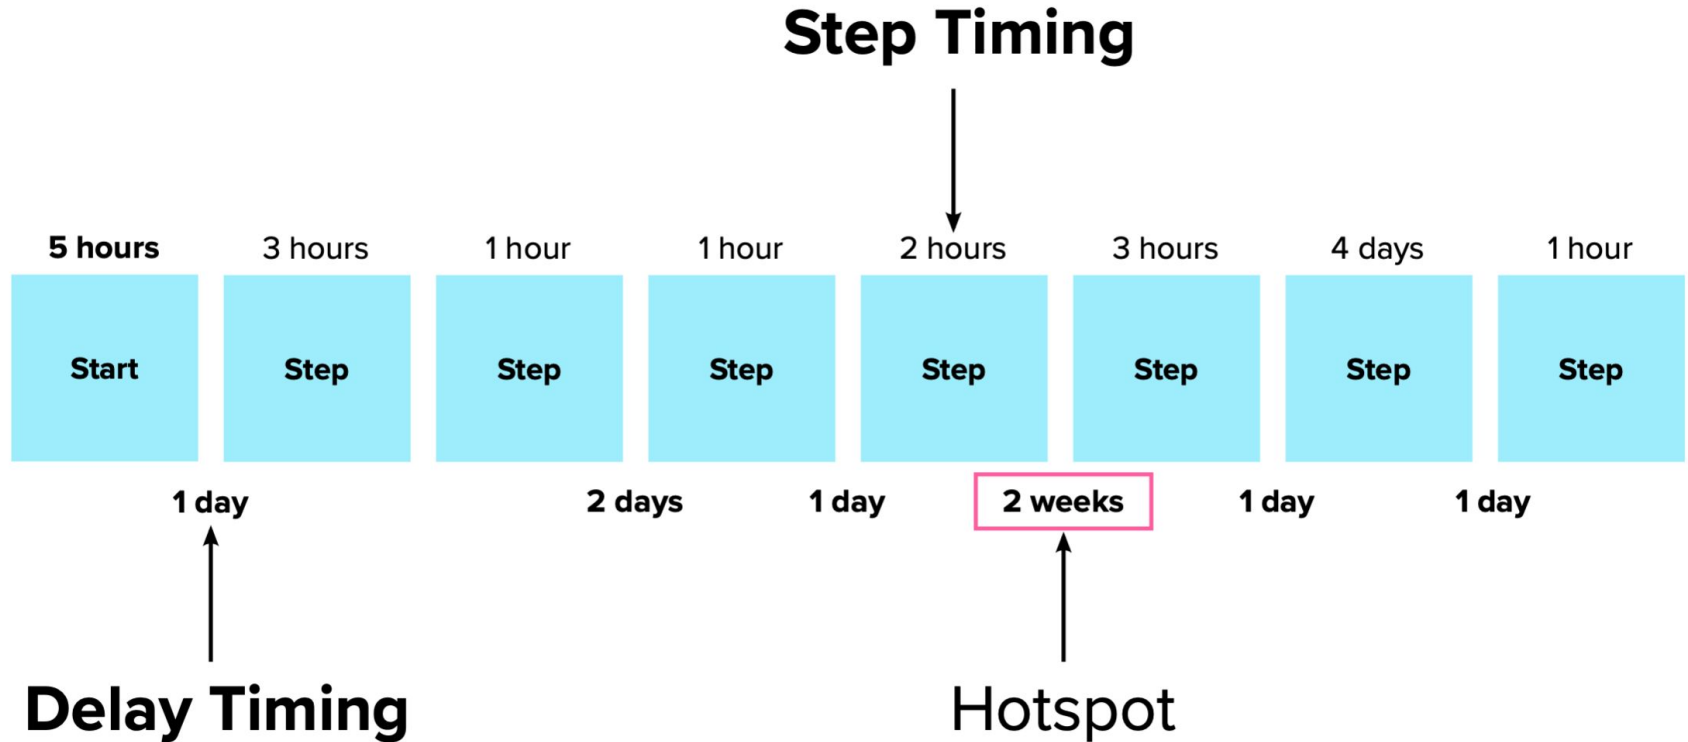 Step Timing
5 hours 3 hours 1 hour 1 hour 2 hours 3 hours 4 days 1 hour
Start Step Step Step Step Step Step Step
1 day 2 days 1 day 2 weeks 1 day 1 day
Delay Timing Hotspot